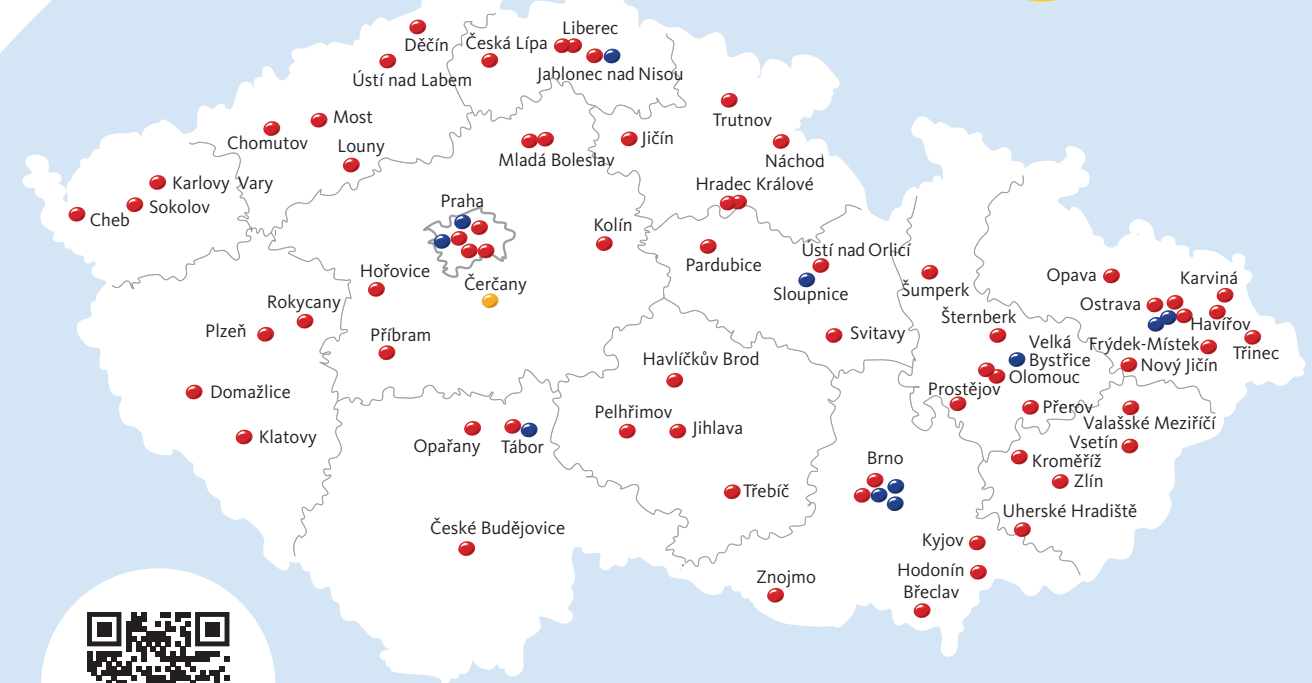 Děčín
Česká Lípa
Liberec
Ústí nad Labem
Jablonec nad Nisou
Most
Trutnov
Chomutov
Louny
Mladá Boleslav
Jičín
Náchod
Karlovy Vary
Hradec Králové
Cheb
Sokolov
Praha
Kolín
Ústí nad Orlicí
Pardubice
Hořovice
Čerčany
Sloupnice
Šumperk
Opava
Karviná
Rokycany
Ostrava
Šternberk
Havířov
Plzeň
Příbram
Svitavy
Velká
Bystřice
Frýdek-Místek
Třinec
Havlíčkův Brod
Nový Jičín
Olomouc
Domažlice
Prostějov
Přerov
Pelhřimov
Jihlava
Valašské Meziříčí
Klatovy
Opařany
Tábor
Vsetín
Brno
Kroměříž
Zlín
Třebíč
Uherské Hradiště
České Budějovice
Kyjov
Znojmo
Hodonín
Břeclav